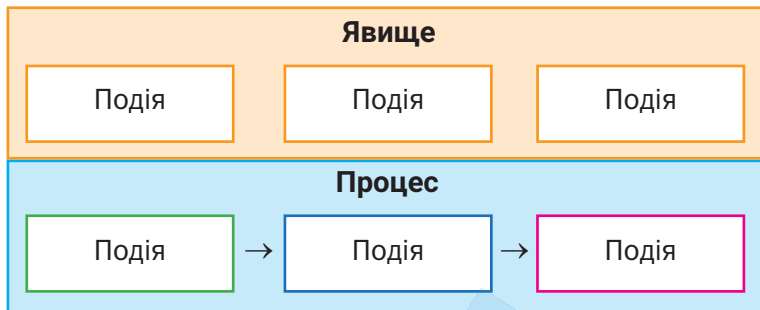 Явище
Подія Подія Подія
Процес
Подія → Подія → Подія